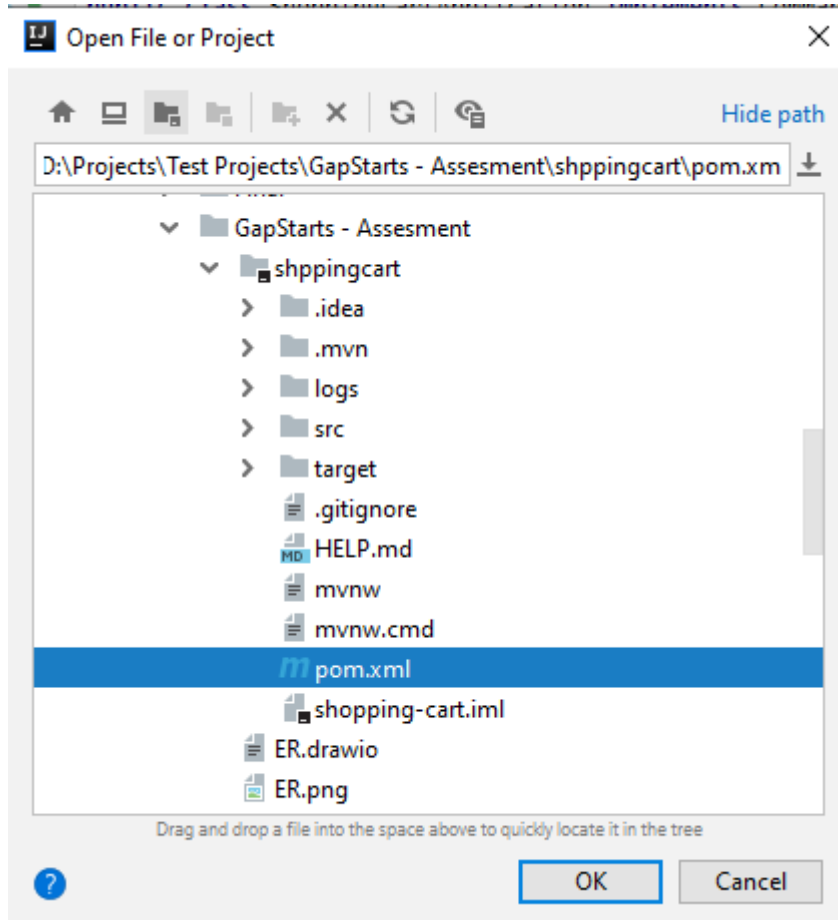 IJ Open File or Project
Hide path
D:\Projects\Test Projects\GapStarts - Assesment\shppingcart\pom.xm
GapStarts - Assesment
shppingcart
.idea
.mvn
logs
src
target
.gitignore
MD HELP.md
mvnw
mvnw.cmd
m pom.xml
shopping-cart.iml
ER.drawio
ER.png
Drag and drop a file into the space above to quickly locate it in the tree
? OK Cancel